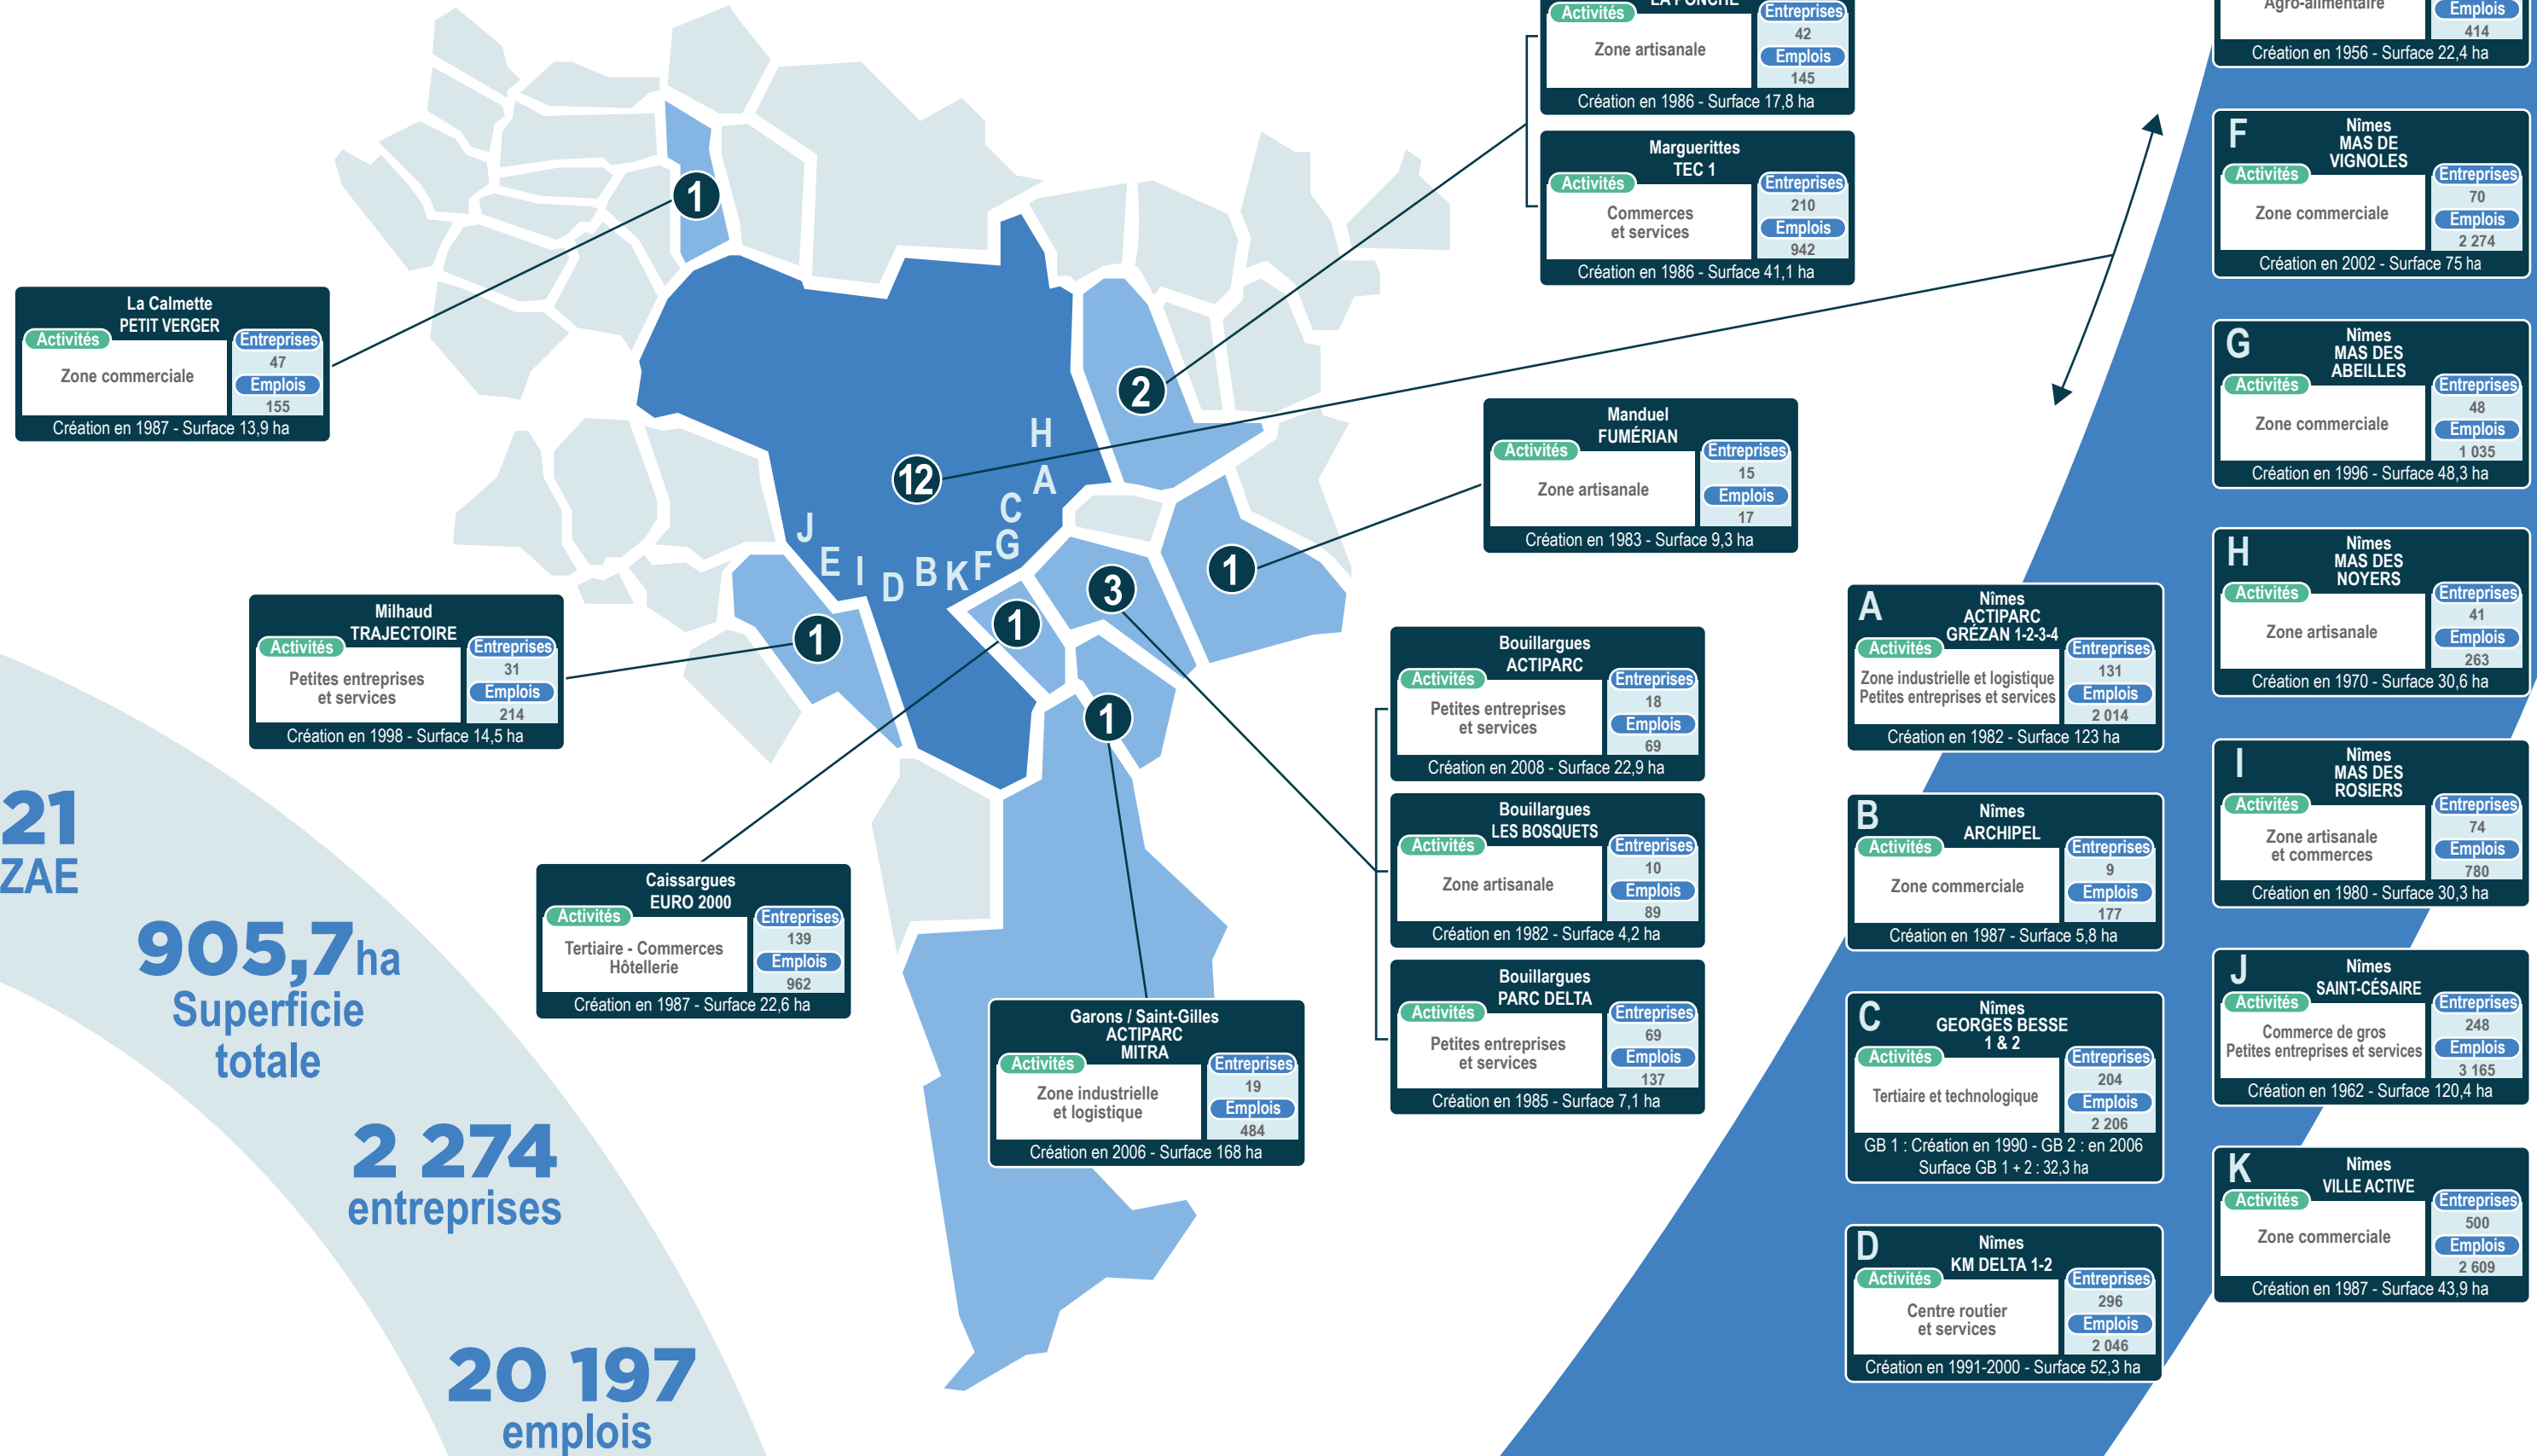 LA PONCHE
Activités
Entreprises
42
Zone artisanale
Emplois
145
Création en 1986 - Surface 17,8 ha
Marguerittes
TEC 1
Activités
Entreprises
210
Commerces
et services
Emplois
942
Création en 1986 - Surface 41,1 ha
La Calmette
PETIT VERGER
Activités
Entreprises
47
Zone commerciale
Emplois
155
Création en 1987 - Surface 13,9 ha
Manduel
FUMÉRIAN
Activités
Entreprises
15
Zone artisanale
Emplois
17
Création en 1983 - Surface 9,3 ha
Milhaud
TRAJECTOIRE
Activités
Entreprises
31
Petites entreprises
et services
Emplois
214
Création en 1998 - Surface 14,5 ha
1
2
12
1
3
1
1
1
H
A
C
G
J
E
I
D
B
K
F
Caissargues
EURO 2000
Activités
Entreprises
139
Tertiaire - Commerces
Hôtellerie
Emplois
962
Création en 1987 - Surface 22,6 ha
Garons / Saint-Gilles
ACTIPARC
MITRA
Activités
Entreprises
19
Zone industrielle
et logistique
Emplois
484
Création en 2006 - Surface 168 ha
Bouillargues
ACTIPARC
Activités
Entreprises
18
Petites entreprises
et services
Emplois
69
Création en 2008 - Surface 22,9 ha
Bouillargues
LES BOSQUETS
Activités
Entreprises
10
Zone artisanale
Emplois
89
Création en 1982 - Surface 4,2 ha
Bouillargues
PARC DELTA
Activités
Entreprises
69
Petites entreprises
et services
Emplois
137
Création en 1985 - Surface 7,1 ha
21
ZAE
905,7 ha
Superficie
totale
2 274
entreprises
20 197
emplois
A
Nîmes
ACTIPARC
GRÉZAN 1-2-3-4
Activités
Entreprises
131
Zone industrielle et logistique
Petites entreprises et services
Emplois
2 014
Création en 1982 - Surface 123 ha
B
Nîmes
ARCHIPEL
Activités
Entreprises
9
Zone commerciale
Emplois
177
Création en 1987 - Surface 5,8 ha
C
Nîmes
GEORGES BESSE
1 & 2
Activités
Entreprises
204
Tertiaire et technologique
Emplois
2 206
GB 1 : Création en 1990 - GB 2 : en 2006
Surface GB 1 + 2 : 32,3 ha
D
Nîmes
KM DELTA 1-2
Activités
Entreprises
296
Centre routier
et services
Emplois
2 046
Création en 1991-2000 - Surface 52,3 ha
Agro-alimentaire
Emplois
414
Création en 1956 - Surface 22,4 ha
F
Nîmes
MAS DE
VIGNOLES
Activités
Entreprises
70
Zone commerciale
Emplois
2 274
Création en 2002 - Surface 75 ha
G
Nîmes
MAS DES
ABEILLES
Activités
Entreprises
48
Zone commerciale
Emplois
1 035
Création en 1996 - Surface 48,3 ha
H
Nîmes
MAS DES
NOYERS
Activités
Entreprises
41
Zone artisanale
Emplois
263
Création en 1970 - Surface 30,6 ha
I
Nîmes
MAS DES
ROSIERS
Activités
Entreprises
74
Zone artisanale
et commerces
Emplois
780
Création en 1980 - Surface 30,3 ha
J
Nîmes
SAINT-CÉSAIRE
Activités
Entreprises
248
Commerce de gros
Petites entreprises et services
Emplois
3 165
Création en 1962 - Surface 120,4 ha
K
Nîmes
VILLE ACTIVE
Activités
Entreprises
500
Zone commerciale
Emplois
2 609
Création en 1987 - Surface 43,9 ha